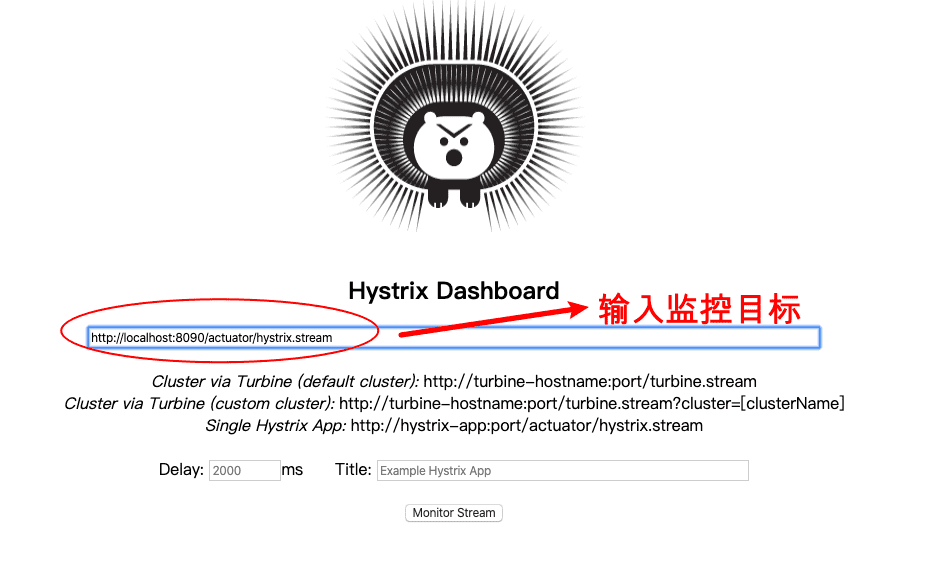 Hystrix Dashboard
输入监控目标
http://localhost:8090/actuator/hystrix.stream
Cluster via Turbine (default cluster): http://turbine-hostname:port/turbine.stream
Cluster via Turbine (custom cluster): http://turbine-hostname:port/turbine.stream?cluster=[clusterName]
Single Hystrix App: http://hystrix-app:port/actuator/hystrix.stream
Delay: 2000 ms Title: Example Hystrix App
Monitor Stream